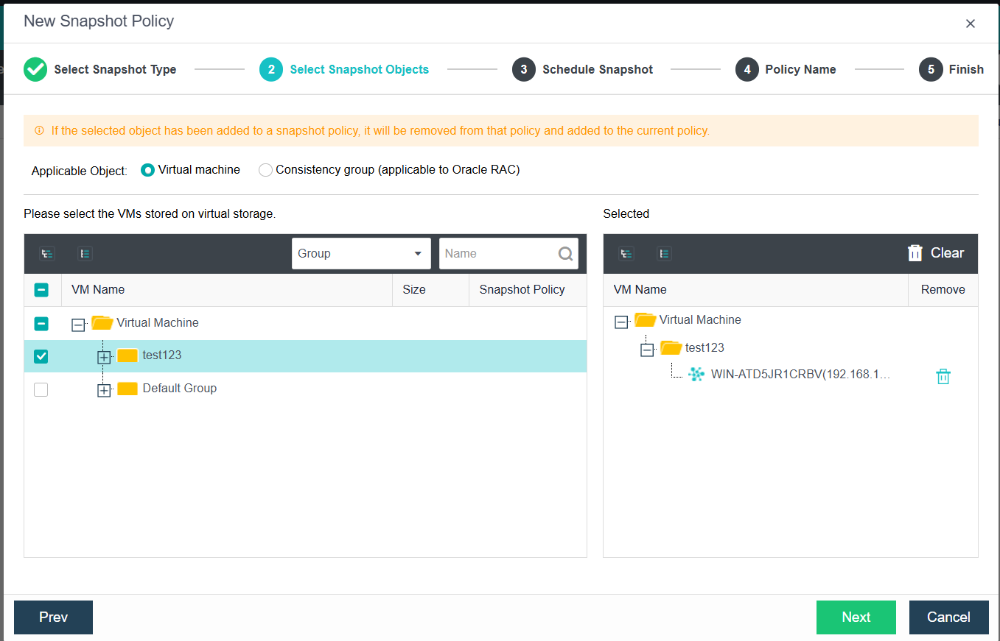 New Snapshot Policy
Select Snapshot Type
2 Select Snapshot Objects
3 Schedule Snapshot
4 Policy Name
5 Finish
If the selected object has been added to a snapshot policy, it will be removed from that policy and added to the current policy.
Applicable Object: Virtual machine Consistency group (applicable to Oracle RAC)
Please select the VMs stored on virtual storage.
Group Name
VM Name Size Snapshot Policy
Virtual Machine
test123
Default Group
Selected
Clear
VM Name Remove
Virtual Machine
test123
WIN-ATD5JR1CRBV(192.168.1...
Prev Next Cancel